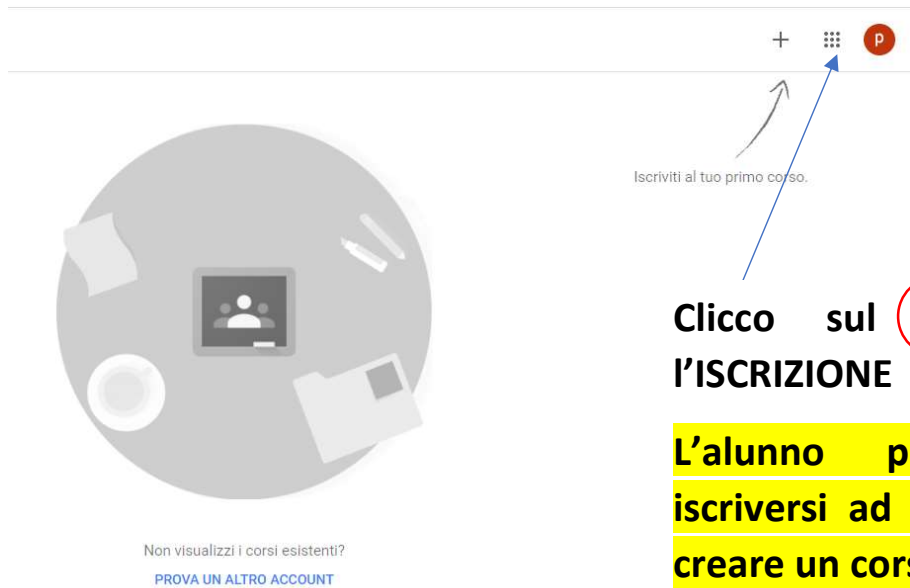 +
p
Iscriviti al tuo primo corso.
Clicco sul
l’ISCRIZIONE
L’alunno
iscriversi ad
creare un
Non visualizzi i corsi esistenti?
PROVA UN ALTRO ACCOUNT